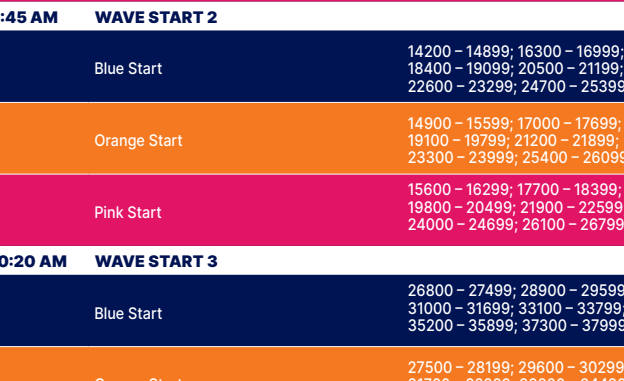 :45 AM WAVE START 2
Blue Start
14200 – 14899; 16300 – 16999;
18400 – 19099; 20500 – 21199;
22600 – 23299; 24700 – 25399
Orange Start
14900 – 15599; 17000 – 17699;
19100 – 19799; 21200 – 21899;
23300 – 23999; 25400 – 26099
Pink Start
15600 – 16299; 17700 – 18399;
19800 – 20499; 21900 – 22599
24000 – 24699; 26100 – 26799
0:20 AM WAVE START 3
Blue Start
26800 – 27499; 28900 – 29599
31000 – 31699; 33100 – 33799;
35200 – 35899; 37300 – 37999
27500 – 28199; 29600 – 30299